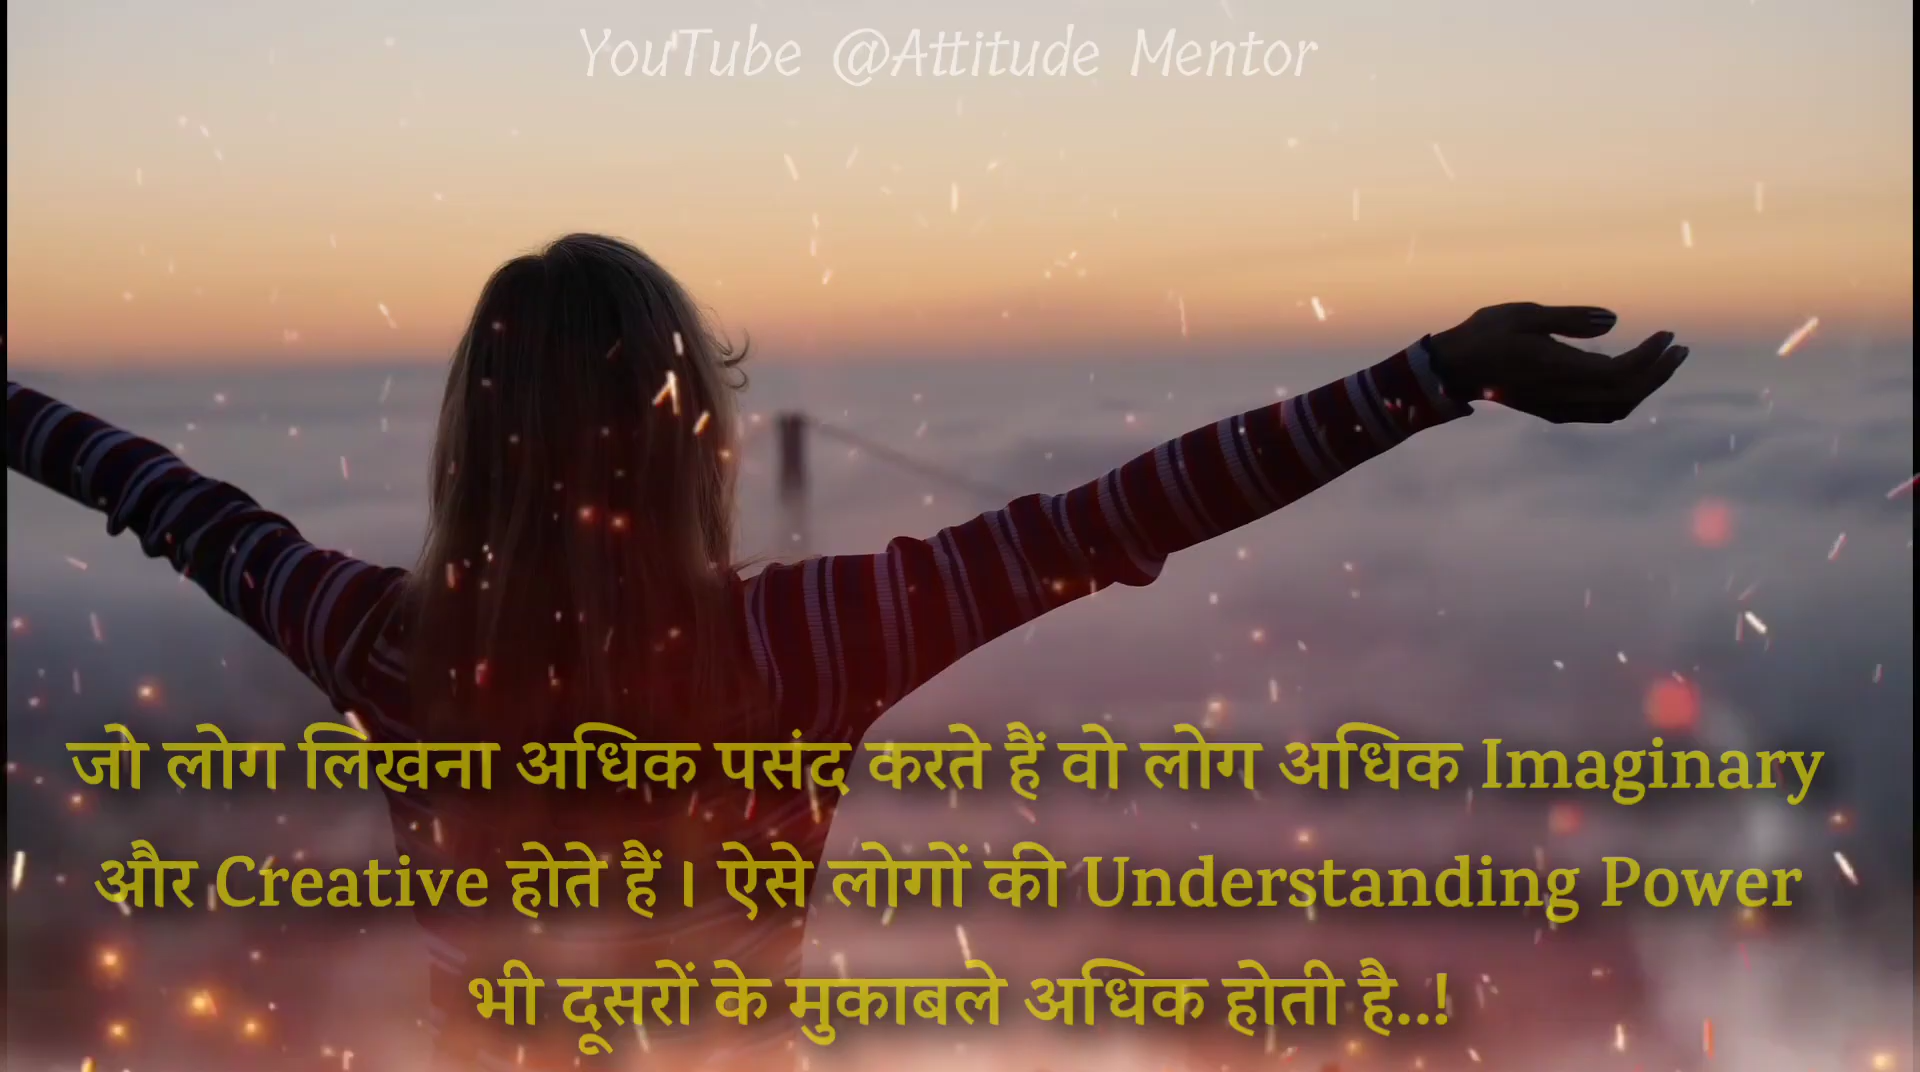 YouTube @Attitude Mentor
जो लोग लिखना अधिक पसंद करते हैं वो लोग अधिक Imaginary
और Creative होते हैं । ऐसे लोगों की Understanding Power
भी दूसरों के मुकाबले अधिक होती है..!